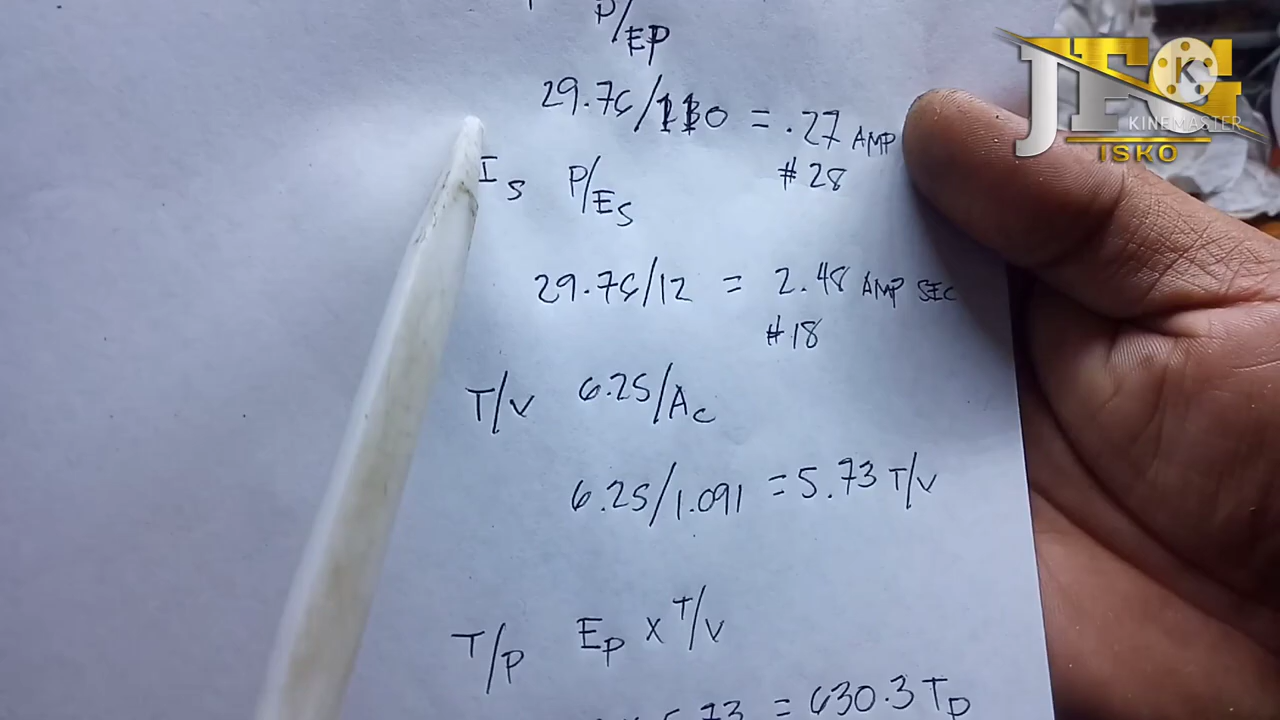 P/EP
29.76/110 = .27 AMP
#28
IS P/ES
29.76/12 = 2.48 AMP SEC
#18
T/V 6.25/AC
6.25/1.091 = 5.73 T/V
T/P EP X T/V
5.73 = 630.3 TP
JFG
K
KINEMASTER
ISKO